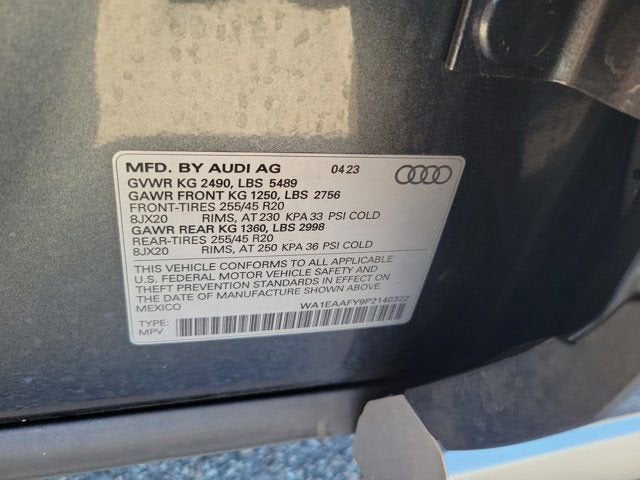 MFD. BY AUDI AG 04 23
GVWR KG 2490, LBS 5489
GAWR FRONT KG 1250, LBS 2756
FRONT-TIRES 255/45 R20
8JX20 RIMS, AT 230 KPA 33 PSI COLD
GAWR REAR KG 1360, LBS 2998
REAR-TIRES 255/45 R20
8JX20 RIMS, AT 250 KPA 36 PSI COLD
THIS VEHICLE CONFORMS TO ALL APPLICABLE
U.S. FEDERAL MOTOR VEHICLE SAFETY AND
THEFT PREVENTION STANDARDS IN EFFECT ON
THE DATE OF MANUFACTURE SHOWN ABOVE.
MEXICO WA1EAAFY9P2140322
TYPE:
MPV